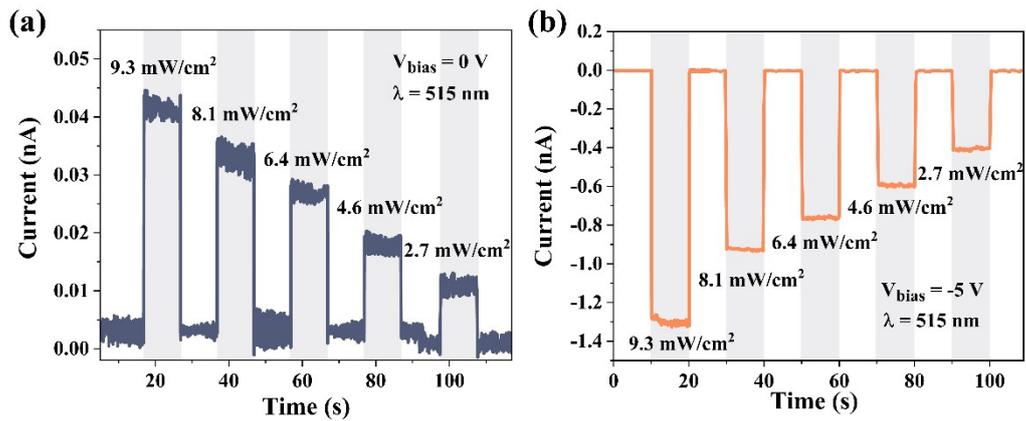 (a)
0.05
0.04
0.03
0.02
0.01
0.00
Current (nA)
9.3 mW/cm²
8.1 mW/cm²
6.4 mW/cm²
4.6 mW/cm²
2.7 mW/cm²
V_bias = 0 V
λ = 515 nm
20 40 60 80 100
Time (s)
(b)
0.2
0.0
-0.2
-0.4
-0.6
-0.8
-1.0
-1.2
-1.4
Current (nA)
9.3 mW/cm²
8.1 mW/cm²
6.4 mW/cm²
4.6 mW/cm²
2.7 mW/cm²
V_bias = -5 V
λ = 515 nm
0 20 40 60 80 100
Time (s)